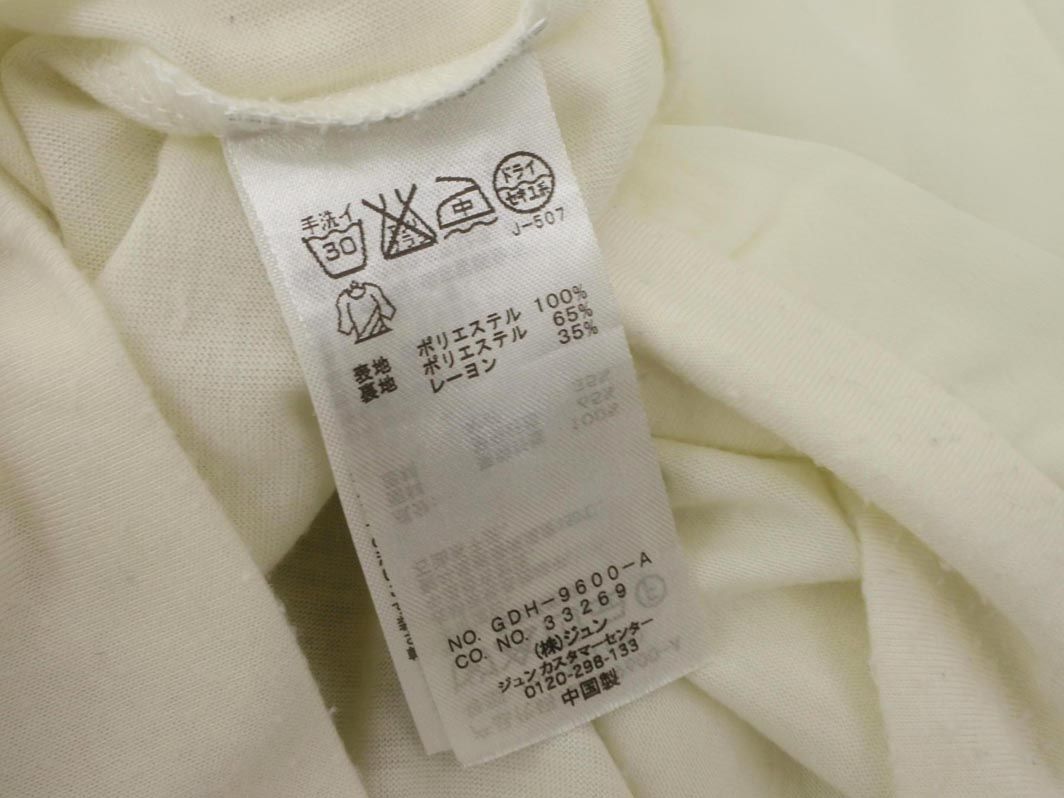 手洗イ
30
中
ドライ
セキユ系
J-507
表地 ポリエステル 100%
裏地 ポリエステル 65%
レーヨン 35%
NO. GDH-9600-A
CO. NO. 33269
(株)ジュン
ジュンカスタマーセンター
0120-298-133
中国製